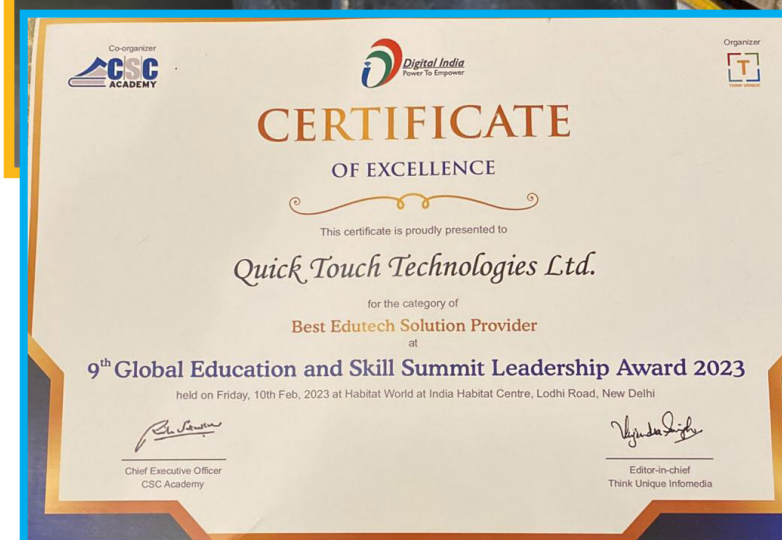 Co-organizer
CSC
ACADEMY
Digital India
Power To Empower
Organizer
T
THINK UNIQUE
CERTIFICATE
OF EXCELLENCE
This certificate is proudly presented to
Quick Touch Technologies Ltd.
for the category of
Best Edutech Solution Provider
at
9th Global Education and Skill Summit Leadership Award 2023
held on Friday, 10th Feb, 2023 at Habitat World at India Habitat Centre, Lodhi Road, New Delhi
Chief Executive Officer
CSC Academy
Editor-in-chief
Think Unique Infomedia